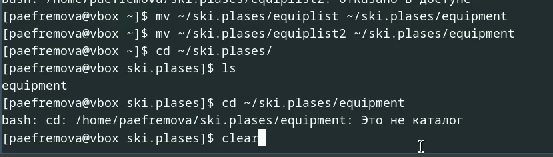 bash: /home/paefremova/ski.plases/equiplist2: Отказано в доступе
[paefremova@vbox ~]$ mv ~/ski.plases/equiplist ~/ski.plases/equipment
[paefremova@vbox ~]$ mv ~/ski.plases/equiplist2 ~/ski.plases/equipment
[paefremova@vbox ~]$ cd ~/ski.plases/
[paefremova@vbox ski.plases]$ ls
equipment
[paefremova@vbox ski.plases]$ cd ~/ski.plases/equipment
bash: cd: /home/paefremova/ski.plases/equipment: Это не каталог
[paefremova@vbox ski.plases]$ clear